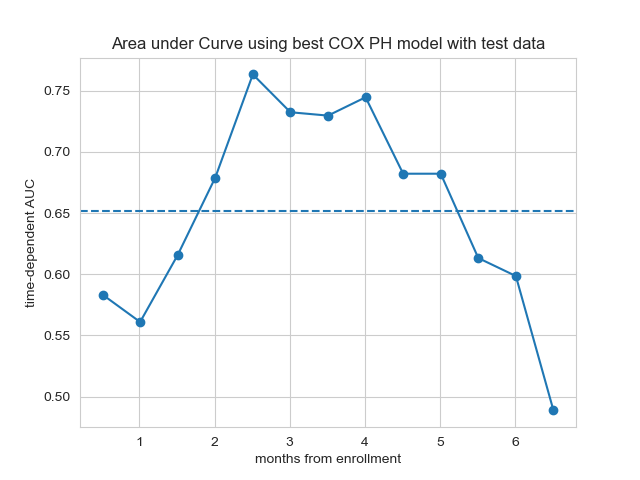 Area under Curve using best COX PH model with test data
0.75
0.70
0.65
0.60
0.55
0.50
time-dependent AUC
1 2 3 4 5 6
months from enrollment